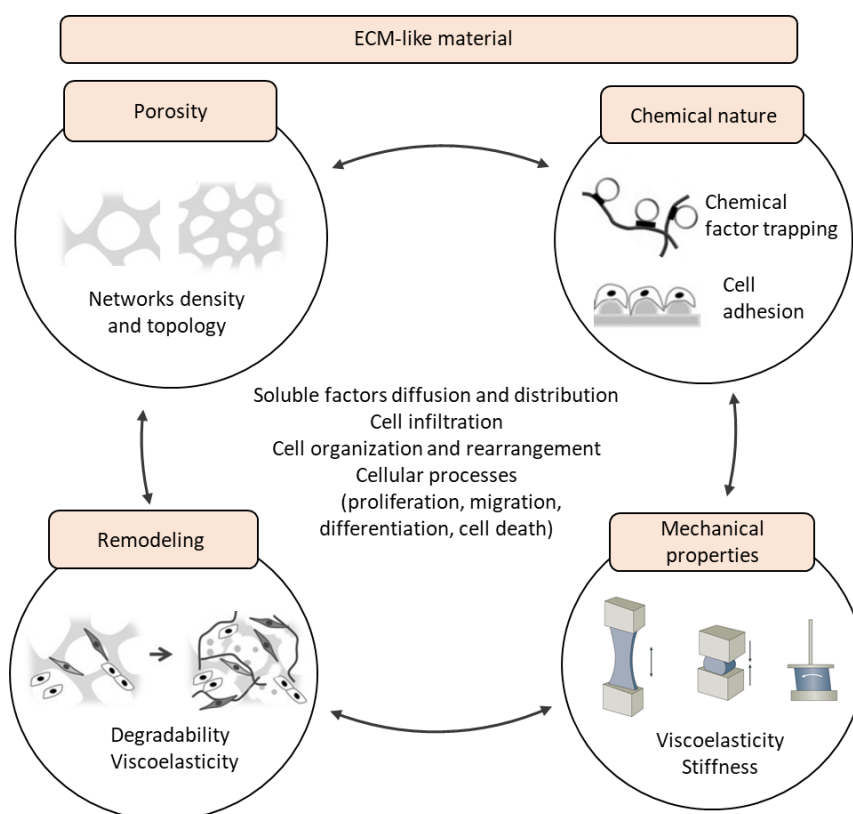 ECM-like material
Porosity
Chemical nature
Chemical
factor trapping
Networks density
and topology
Cell
adhesion
Soluble factors diffusion and distribution
Cell infiltration
Cell organization and rearrangement
Cellular processes
(proliferation, migration,
differentiation, cell death)
Remodeling
Mechanical
properties
Degradability
Viscoelasticity
Viscoelasticity
Stiffness